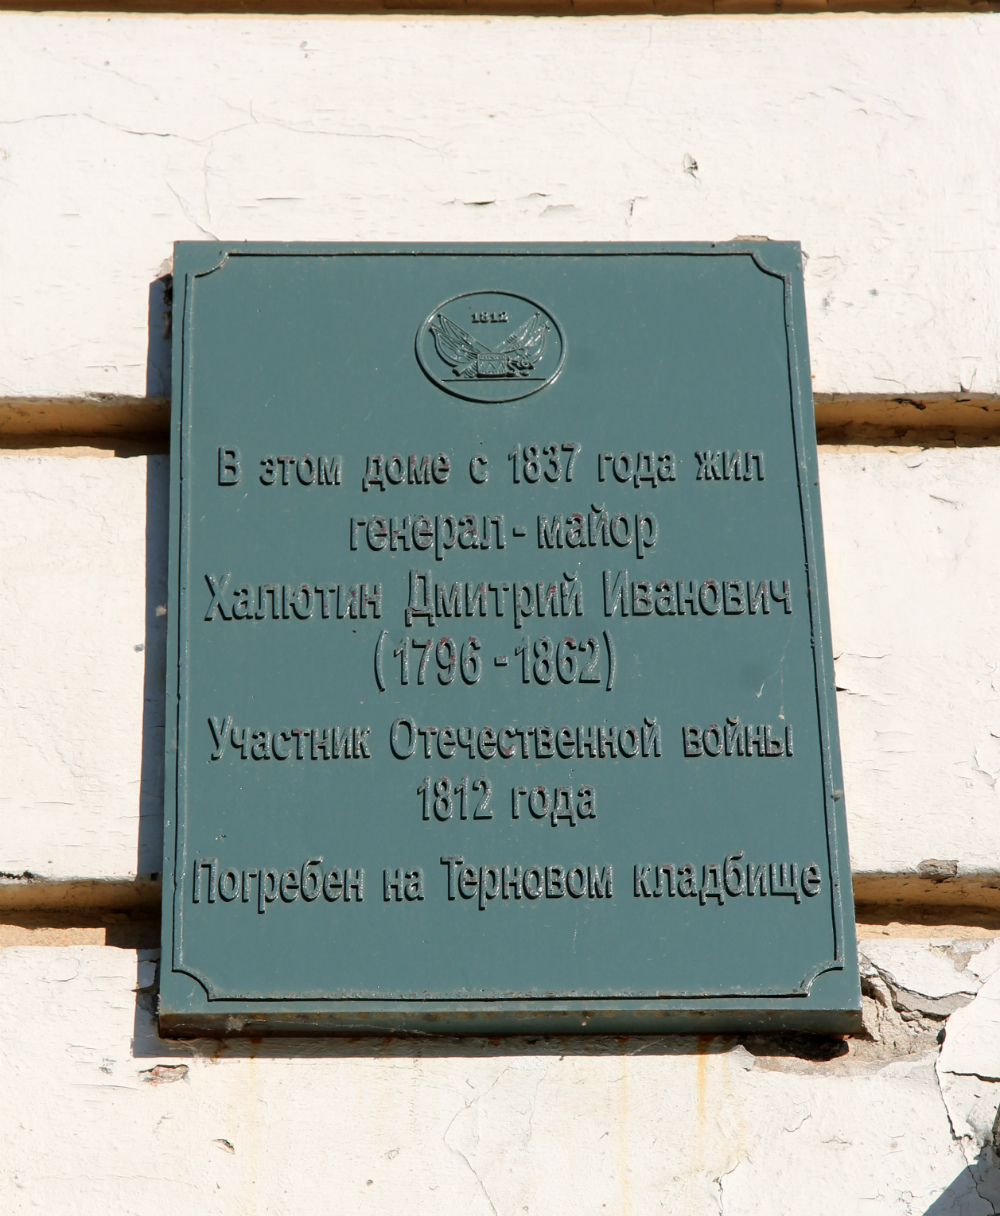 1812
В этом доме с 1837 года жил
генерал - майор
Халютин Дмитрий Иванович
(1796 - 1862)
Участник Отечественной войны
1812 года
Погребен на Терновом кладбище